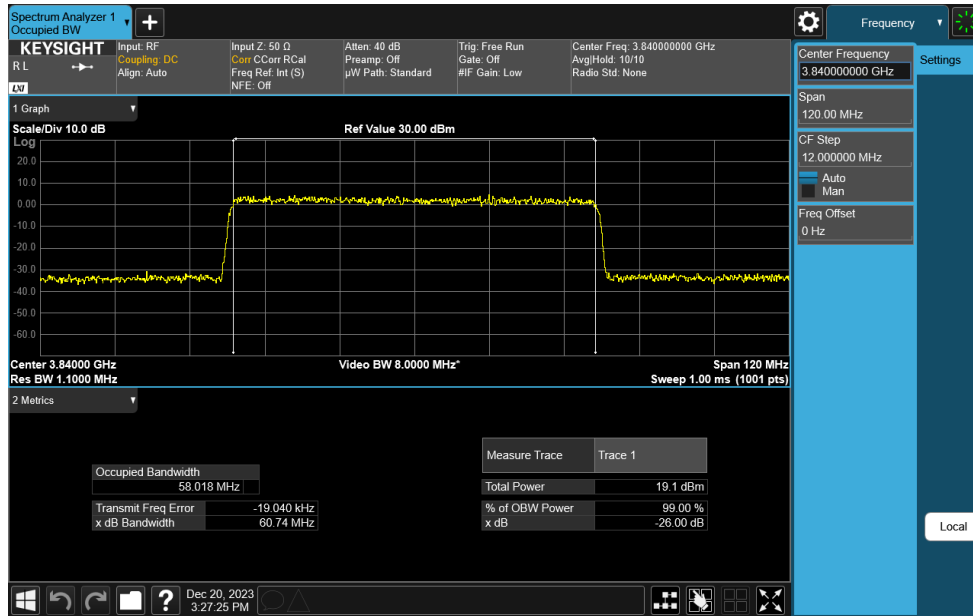 Spectrum Analyzer 1
Occupied BW
Frequency
KEYSIGHT
R L
LXI
Input: RF
Coupling: DC
Align: Auto
Input Z: 50 Ω
Corr CCorr RCal
Freq Ref: Int (S)
NFE: Off
Atten: 40 dB
Preamp: Off
µW Path: Standard
Trig: Free Run
Gate: Off
#IF Gain: Low
Center Freq: 3.840000000 GHz
Avg|Hold: 10/10
Radio Std: None
Center Frequency
3.840000000 GHz
Settings
Span
120.00 MHz
CF Step
12.000000 MHz
Auto
Man
Freq Offset
0 Hz
Local
1 Graph
Scale/Div 10.0 dB
Ref Value 30.00 dBm
Log
20.0
10.0
0.00
-10.0
-20.0
-30.0
-40.0
-50.0
-60.0
Center 3.84000 GHz
Video BW 8.0000 MHz*
Span 120 MHz
Res BW 1.1000 MHz
Sweep 1.00 ms (1001 pts)
2 Metrics
Occupied Bandwidth
58.018 MHz
Transmit Freq Error -19.040 kHz
x dB Bandwidth 60.74 MHz
Measure Trace Trace 1
Total Power 19.1 dBm
% of OBW Power 99.00 %
x dB -26.00 dB
?
Dec 20, 2023
3:27:25 PM